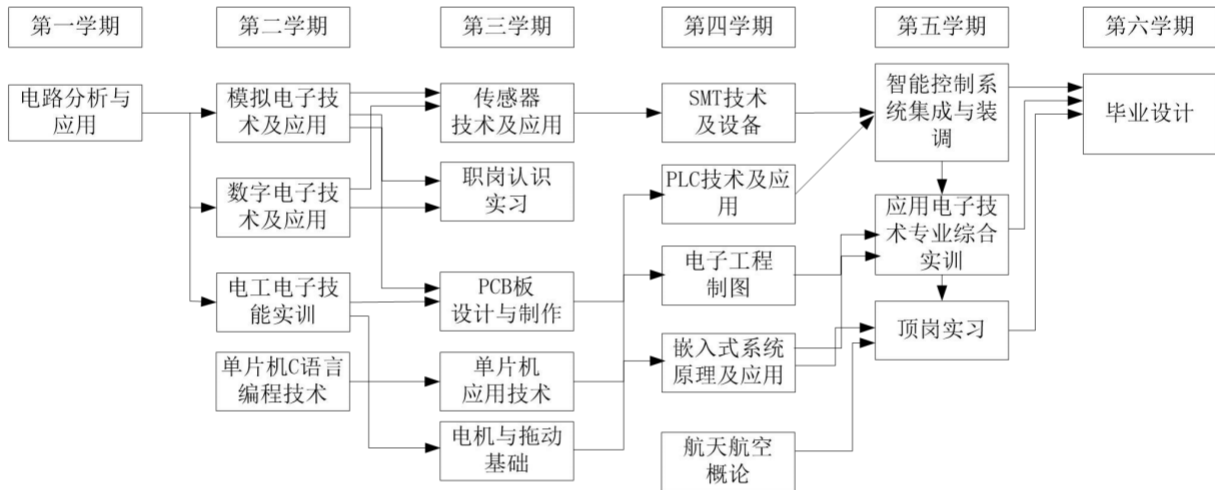 第一学期
第二学期
第三学期
第四学期
第五学期
第六学期
电路分析与
应用
模拟电子技
术及应用
数字电子技
术及应用
电工电子技
能实训
单片机C语言
编程技术
传感器
技术及应用
职岗认识
实习
PCB板
设计与制作
单片机
应用技术
电机与拖动
基础
SMT技术
及设备
PLC技术及应
用
电子工程
制图
嵌入式系统
原理及应用
航天航空
概论
智能控制系
统集成与装
调
应用电子技
术专业综合
实训
顶岗实习
毕业设计